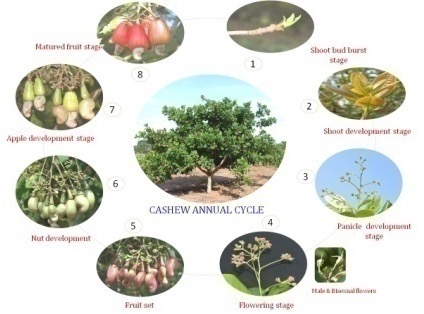 Matured fruit stage
8
1
Shoot bud burst
stage
2
Shoot development stage
7
Apple development stage
3
6
CASHEW ANNUAL CYCLE
Panicle development
stage
4
5
Nut development
Male & Bisexual flowers
Fruit set
Flowering stage